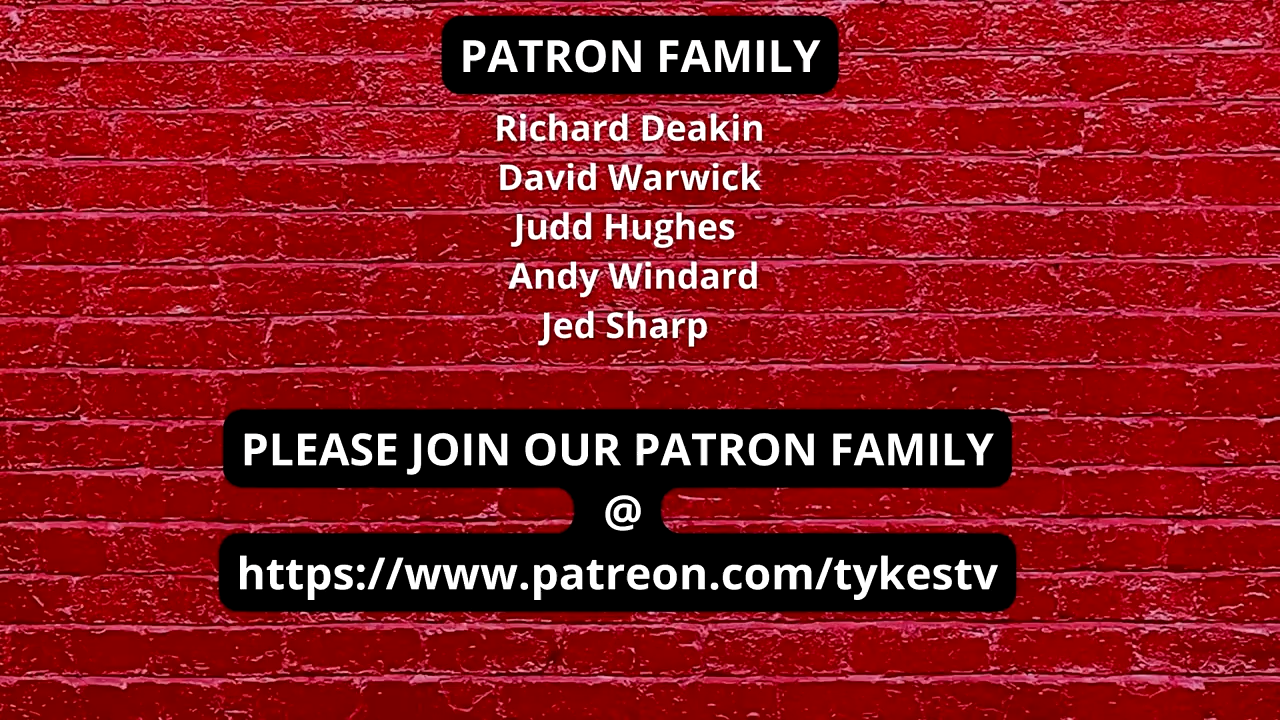 PATRON FAMILY
Richard Deakin
David Warwick
Judd Hughes
Andy Windard
Jed Sharp
PLEASE JOIN OUR PATRON FAMILY
@
https://www.patreon.com/tykestv